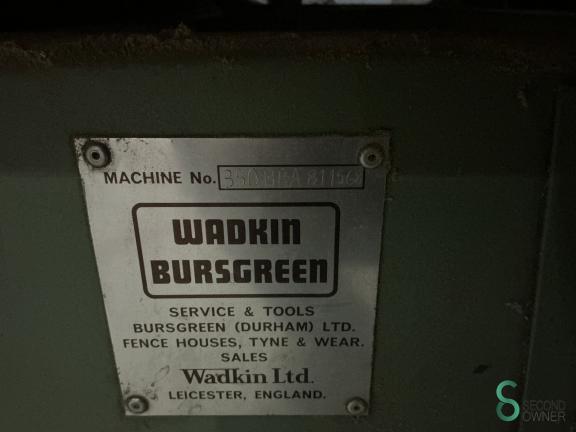 MACHINE No.
WADKIN
BURSGREEN
SERVICE & TOOLS
BURSGREEN (DURHAM) LTD.
FENCE HOUSES, TYNE & WEAR.
SALES
Wadkin Ltd.
LEICESTER, ENGLAND.
SECOND
OWNER